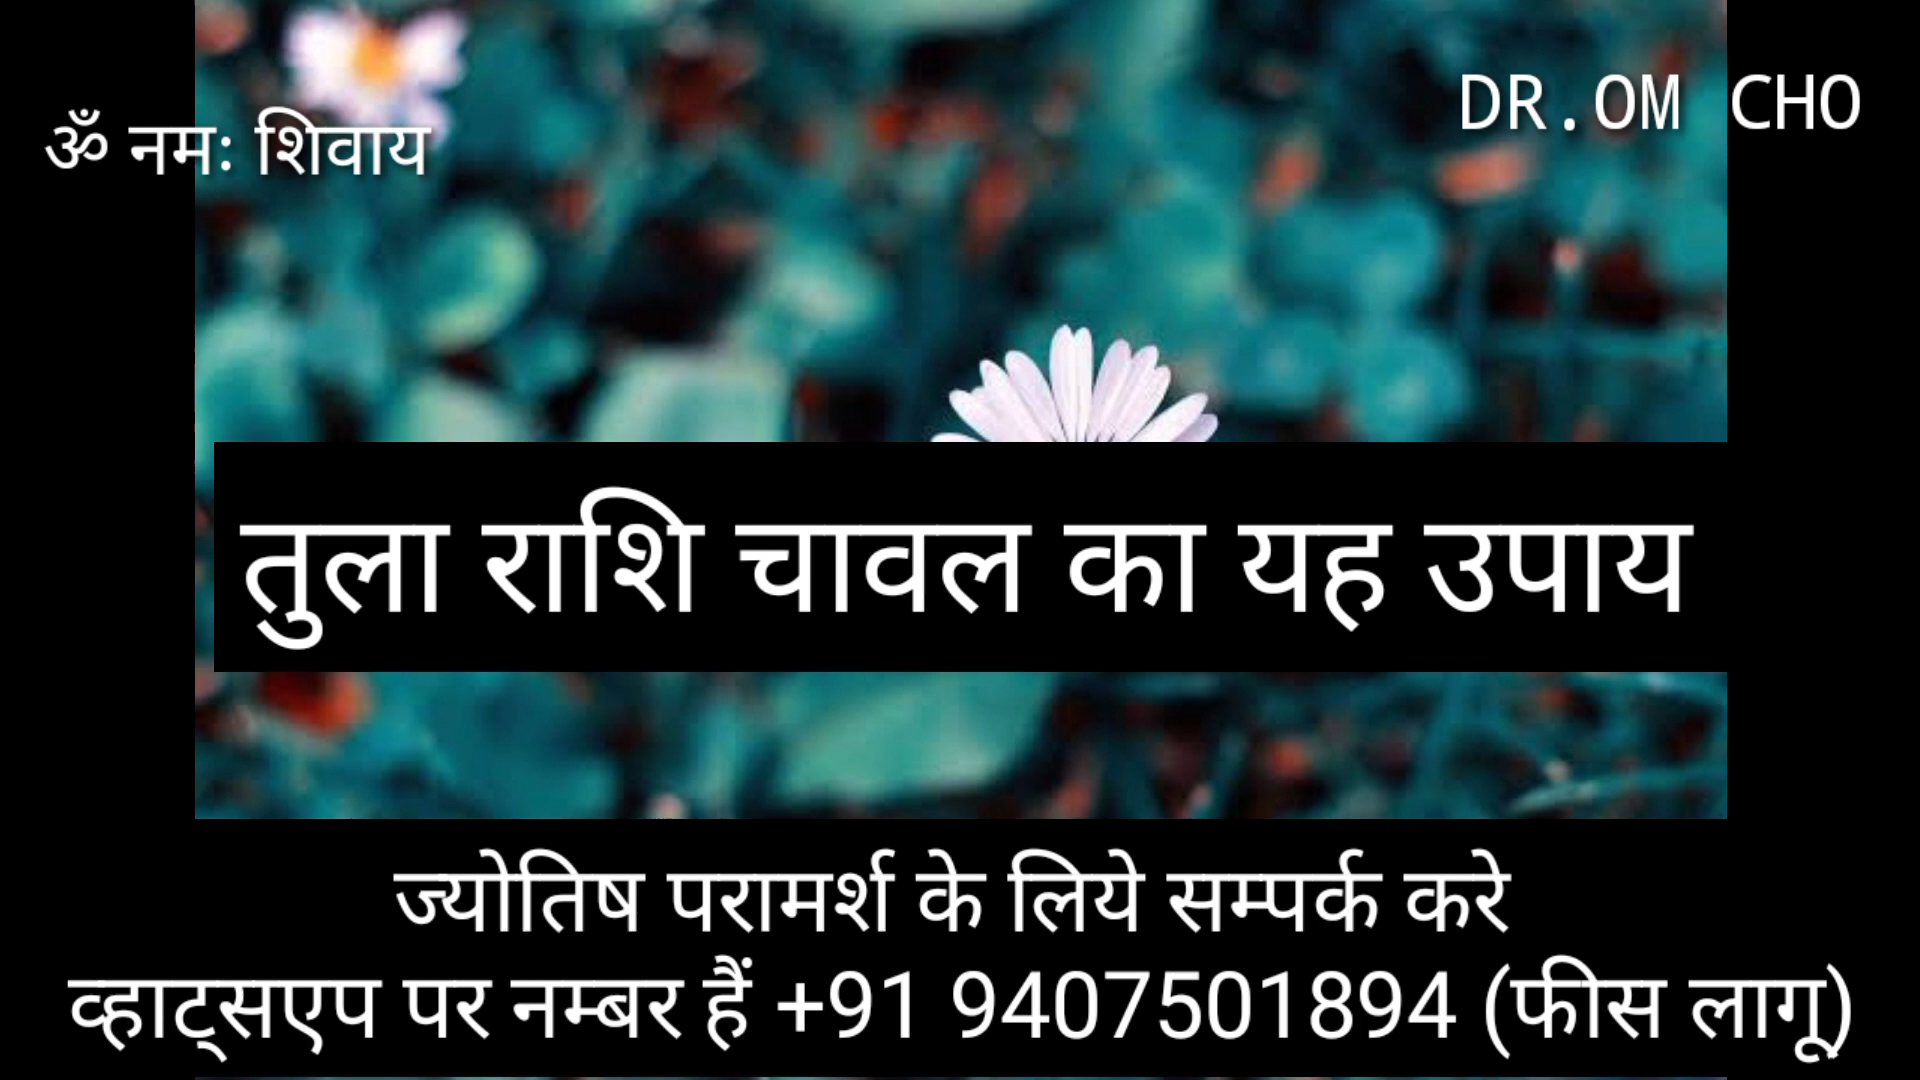 ॐ नमः शिवाय
DR.OM CHO
तुला राशि चावल का यह उपाय
ज्योतिष परामर्श के लिये सम्पर्क करे
व्हाट्सएप पर नम्बर हैं +91 9407501894 (फीस लागू)